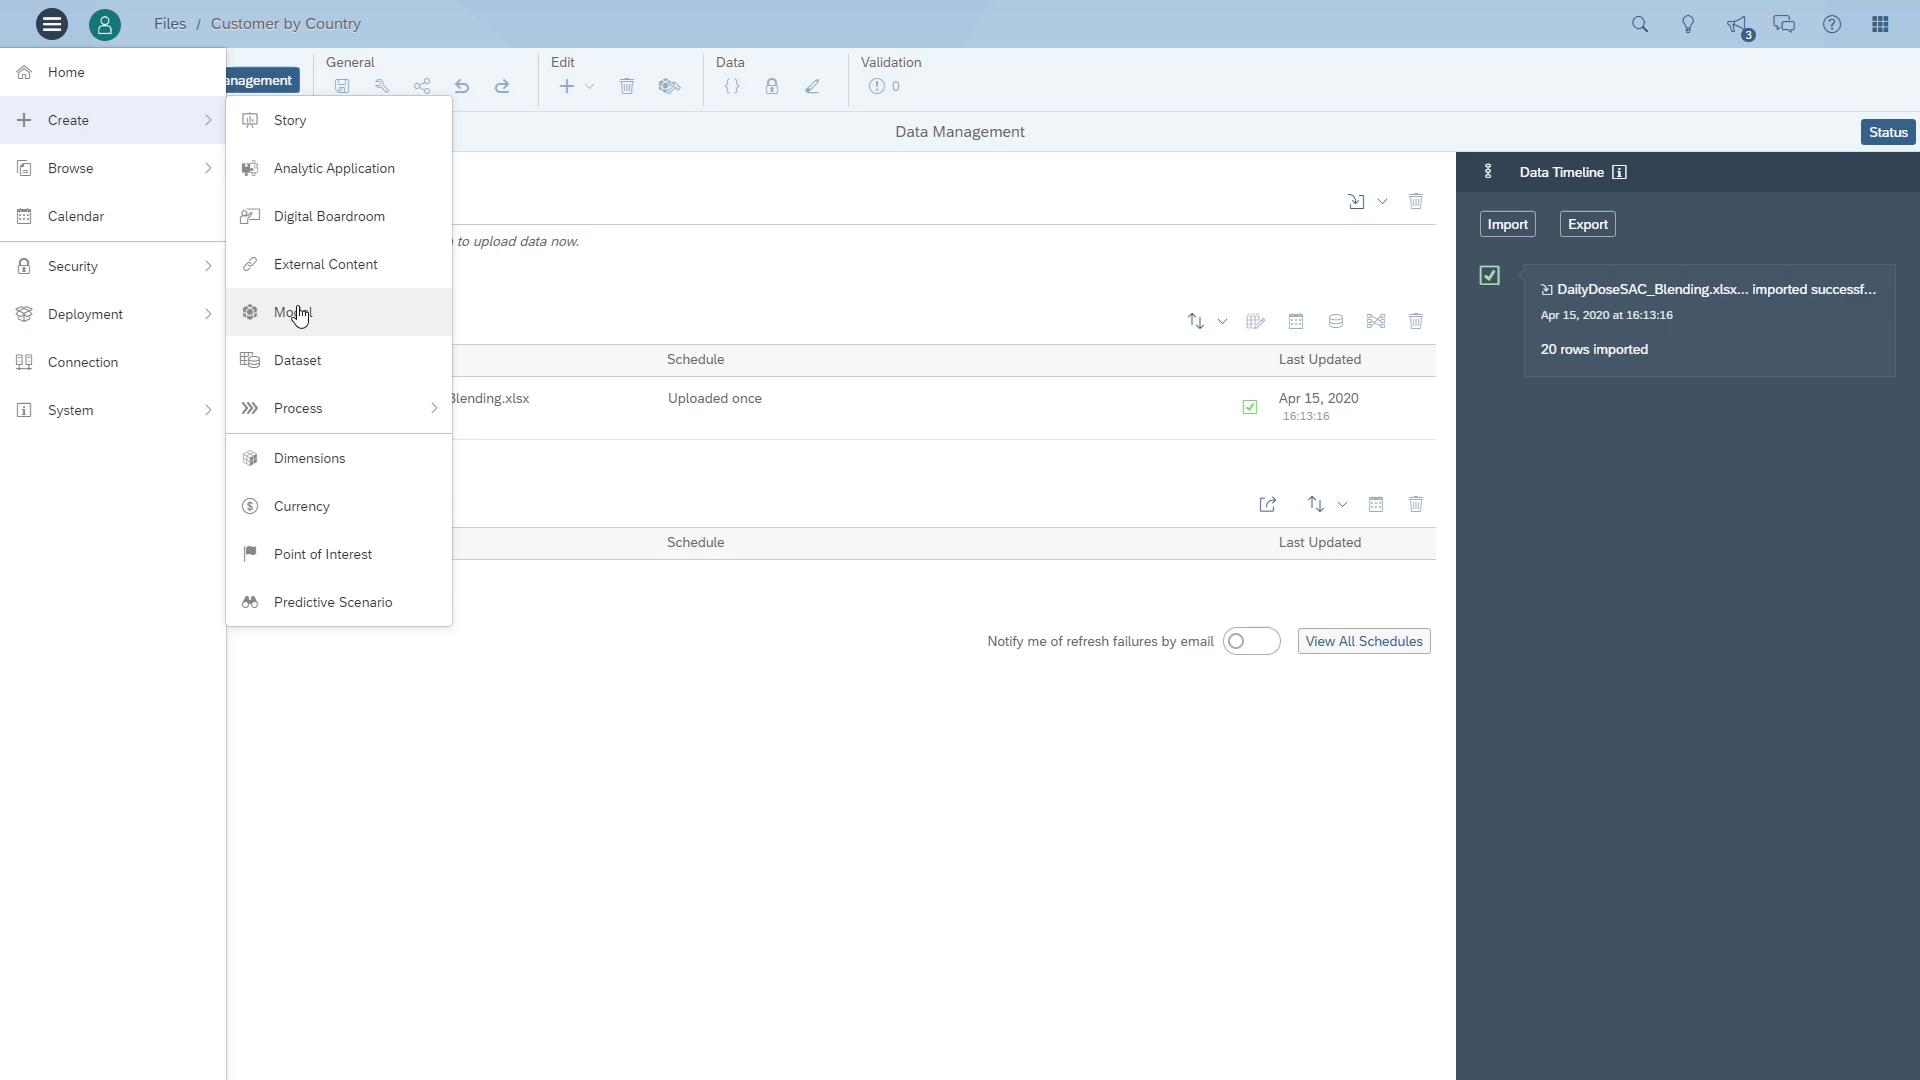 Files / Customer by Country
3
Home
Create
Browse
Calendar
Security
Deployment
Connection
System
Story
Analytic Application
Digital Boardroom
External Content
Dataset
Process
Dimensions
Currency
Point of Interest
Predictive Scenario
anagement
General
Edit
Data
Validation
0
Data Management
Status
to upload data now.
Schedule
Last Updated
Blending.xlsx
Uploaded once
Apr 15, 2020
16:13:16
Schedule
Last Updated
Notify me of refresh failures by email
View All Schedules
Data Timeline
Import
Export
DailyDoseSAC_Blending.xlsx... imported successf...
Apr 15, 2020 at 16:13:16
20 rows imported